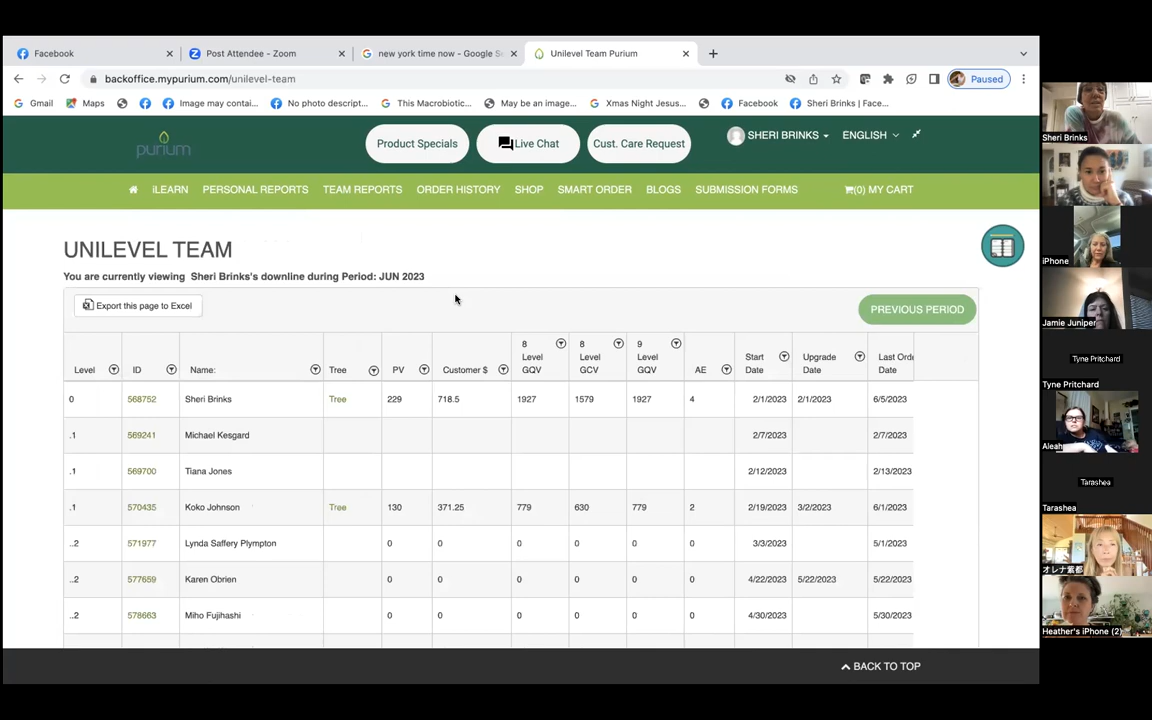 Facebook
Post Attendee - Zoom
new york time now - Google Se
Unilevel Team Purium
backoffice.mypurium.com/unilevel-team
Paused
Gmail
Maps
Image may contai...
No photo descript...
This Macrobiotic...
May be an image...
Xmas Night Jesus...
Facebook
Sheri Brinks | Face...
purium
Product Specials
Live Chat
Cust. Care Request
SHERI BRINKS
ENGLISH
iLEARN PERSONAL REPORTS TEAM REPORTS ORDER HISTORY SHOP SMART ORDER BLOGS SUBMISSION FORMS (0) MY CART
UNILEVEL TEAM
You are currently viewing Sheri Brinks's downline during Period: JUN 2023
Export this page to Excel
PREVIOUS PERIOD
Level ID Name: Tree PV Customer $ 8 Level GQV 8 Level GCV 9 Level GQV AE Start Date Upgrade Date Last Orde Date
0 568752 Sheri Brinks Tree 229 718.5 1927 1579 1927 4 2/1/2023 2/1/2023 6/5/2023
.1 569241 Michael Kesgard 2/7/2023 2/7/2023
.1 569700 Tiana Jones 2/12/2023 2/13/2023
.1 570435 Koko Johnson Tree 130 371.25 779 630 779 2 2/19/2023 3/2/2023 6/1/2023
..2 571977 Lynda Saffery Plympton 0 0 0 0 0 0 3/3/2023 5/1/2023
..2 577659 Karen Obrien 0 0 0 0 0 0 4/22/2023 5/22/2023 5/22/2023
..2 578663 Miho Fujihashi 0 0 0 0 0 0 4/30/2023 5/30/2023
BACK TO TOP
Sheri Brinks
iPhone
Jamie Juniper
Tyne Pritchard
Tyne Pritchard
Aleah
Tarashea
Tarashea
オレナ紫都
Heather's iPhone (2)